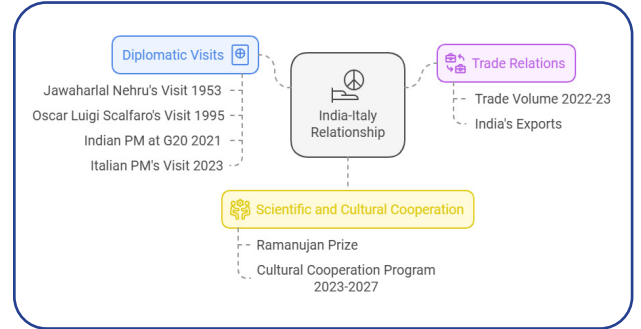 Diplomatic Visits
Jawaharlal Nehru's Visit 1953
Oscar Luigi Scalfaro's Visit 1995
Indian PM at G20 2021
Italian PM's Visit 2023
India-Italy
Relationship
Trade Relations
Trade Volume 2022-23
India's Exports
Scientific and Cultural Cooperation
Ramanujan Prize
Cultural Cooperation Program
2023-2027